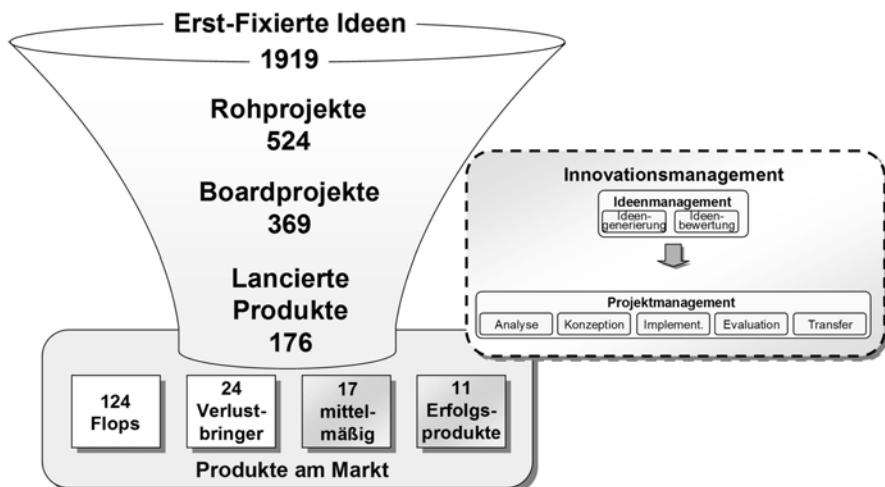 Erst-Fixierte Ideen
1919
Rohprojekte
524
Boardprojekte
369
Lancierte
Produkte
176
124
Flops
24
Verlust-
bringer
17
mittel-
mäßig
11
Erfolgs-
produkte
Produkte am Markt
Innovationsmanagement
Ideenmanagement
Ideen-
generierung
Ideen-
bewertung
Projektmanagement
Analyse
Konzeption
Implement.
Evaluation
Transfer